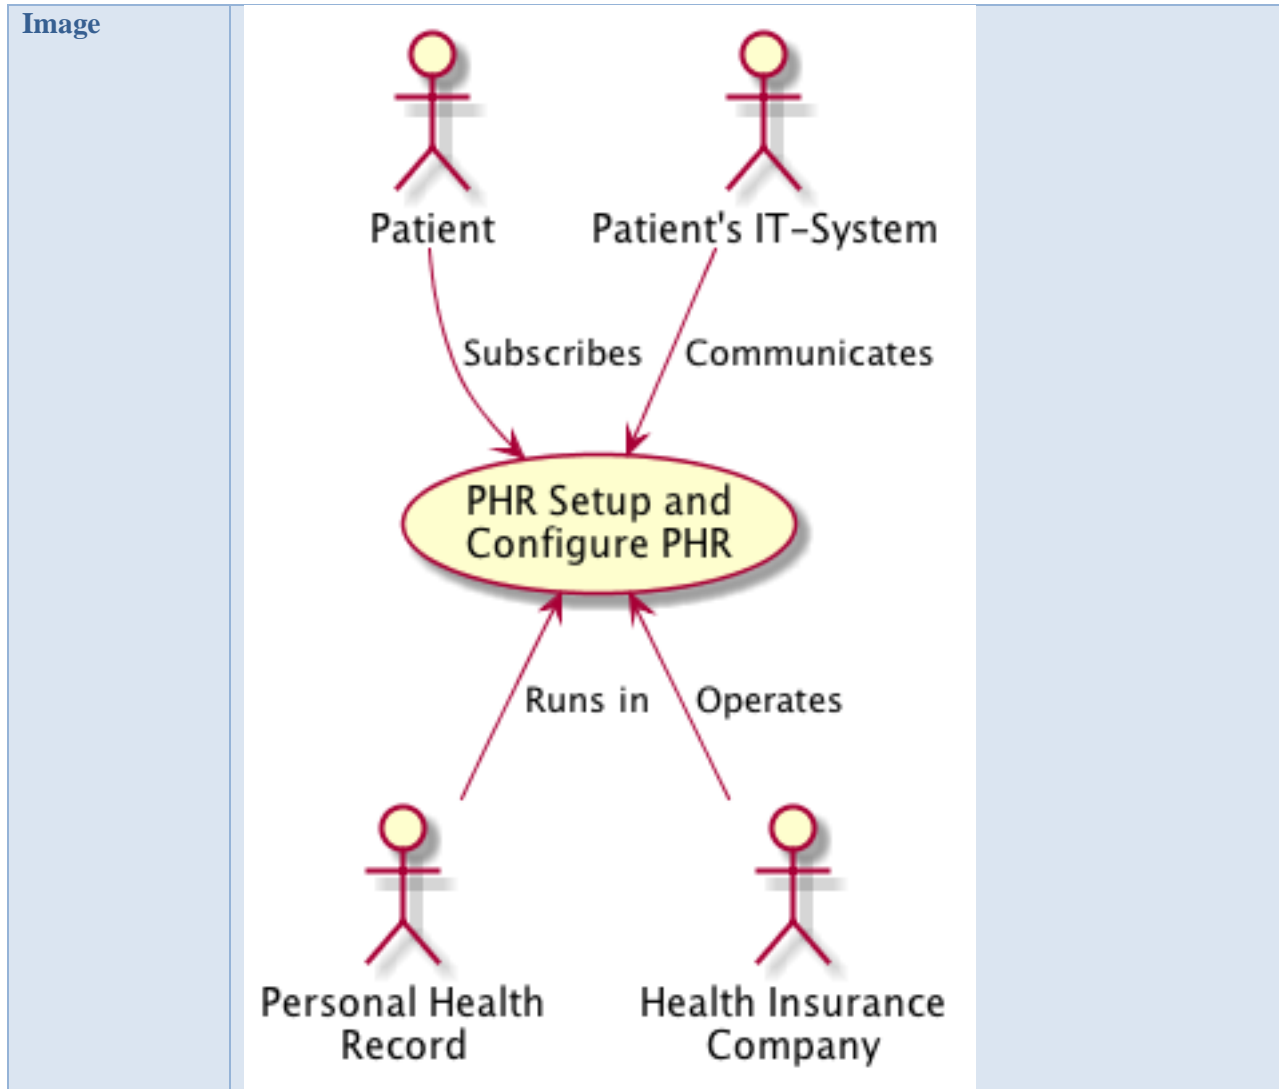 Image
Patient
Patient's IT-System
Subscribes
Communicates
PHR Setup and
Configure PHR
Runs in
Operates
Personal Health
Record
Health Insurance
Company